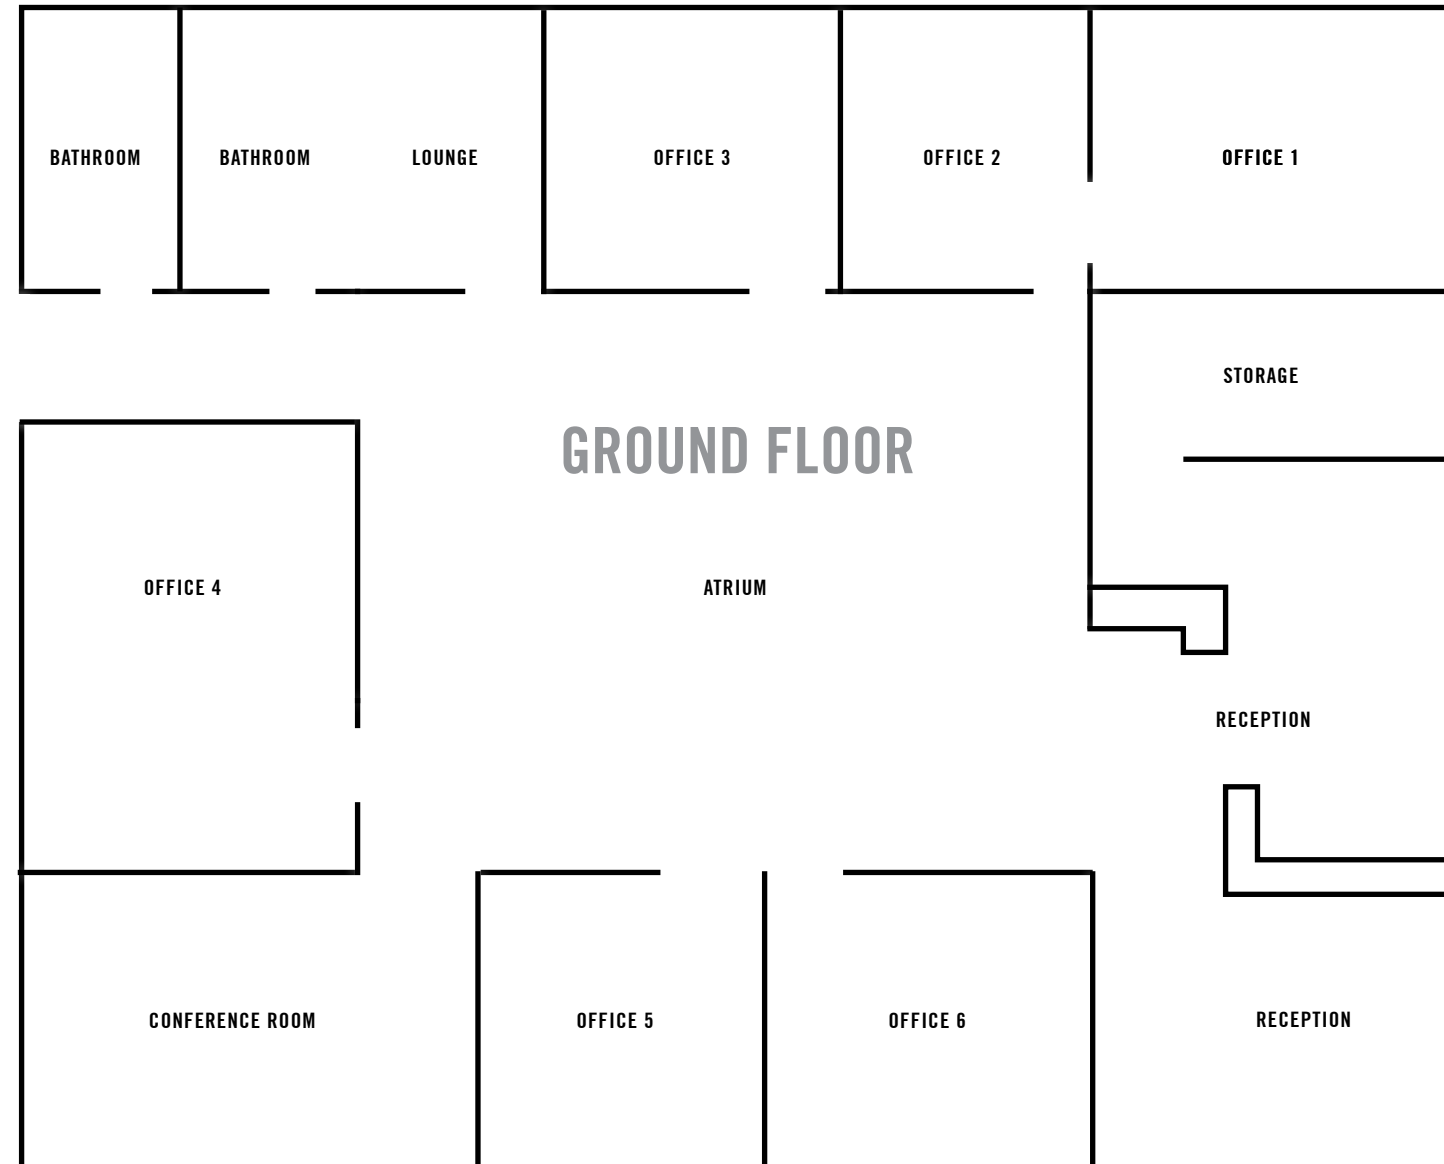 BATHROOM
BATHROOM
LOUNGE
OFFICE 3
OFFICE 2
OFFICE 1
STORAGE
GROUND FLOOR
OFFICE 4
ATRIUM
RECEPTION
CONFERENCE ROOM
OFFICE 5
OFFICE 6
RECEPTION